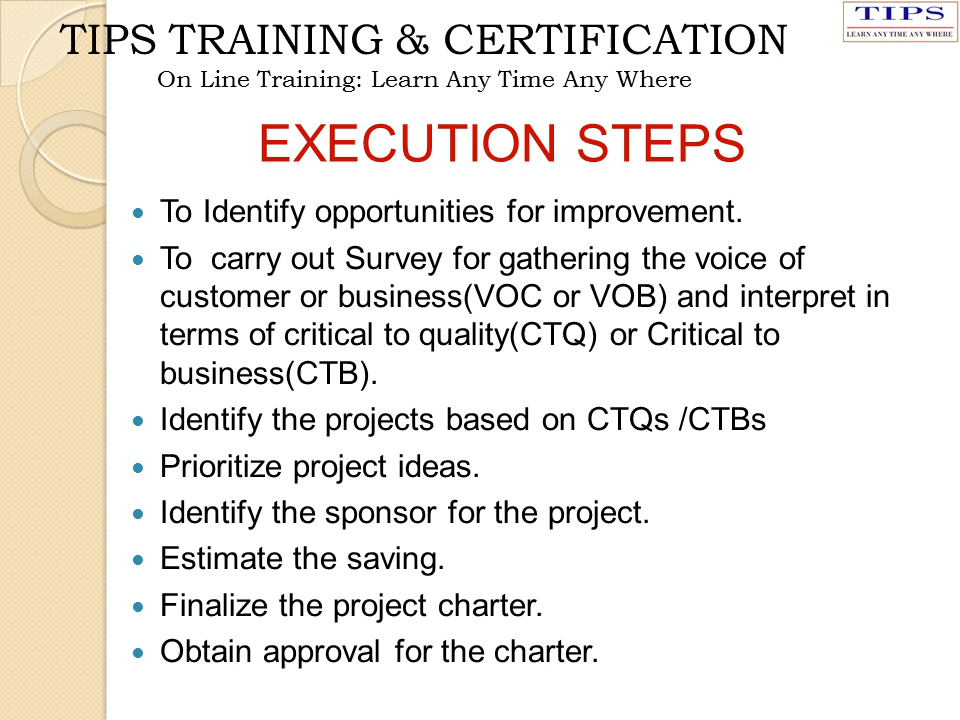 TIPS TRAINING & CERTIFICATION
On Line Training: Learn Any Time Any Where
TIPS
LEARN ANY TIME ANY WHERE
EXECUTION STEPS
To Identify opportunities for improvement.
To  carry out Survey for gathering the voice of
customer or business(VOC or VOB) and interpret in
terms of critical to quality(CTQ) or Critical to
business(CTB).
Identify the projects based on CTQs /CTBs
Prioritize project ideas.
Identify the sponsor for the project.
Estimate the saving.
Finalize the project charter.
Obtain approval for the charter.